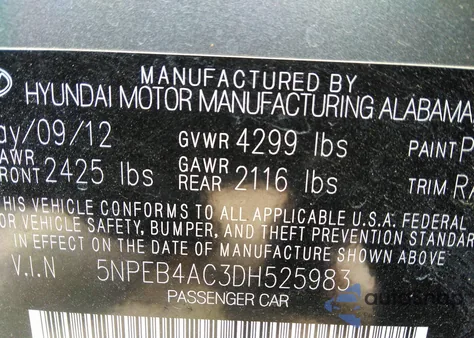 MANUFACTURED BY
HYUNDAI MOTOR MANUFACTURING ALABAMA
ay/09/12 GVWR 4299 lbs PAINT P
AWR GAWR
RONT 2425 lbs REAR 2116 lbs TRIM R
THIS VEHICLE CONFORMS TO ALL APPLICABLE U.S.A. FEDERAL
OR VEHICLE SAFETY, BUMPER, AND THEFT PREVENTION STANDAR
IN EFFECT ON THE DATE OF MANUFACTURE SHOWN ABOVE.
V.I.N 5NPEB4AC3DH525983
PASSENGER CAR